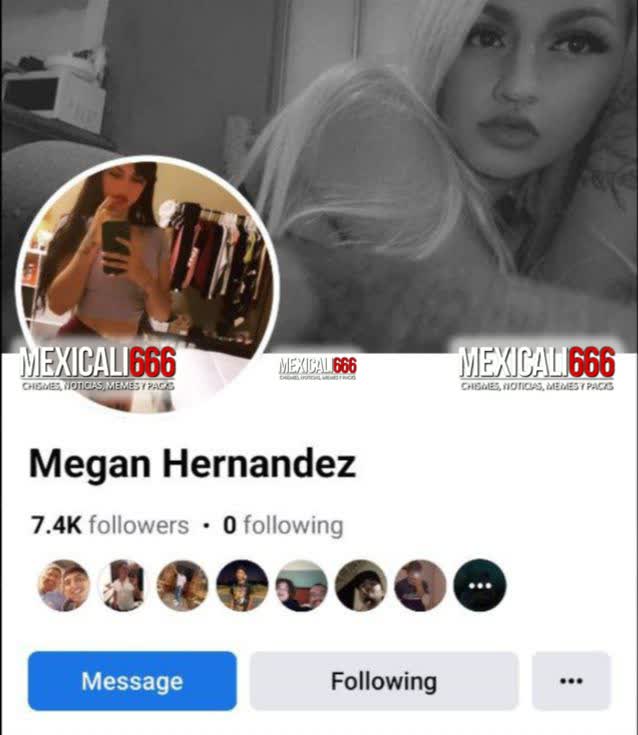 MEXICALI666
CHISMES, NOTICIAS, MEMES Y PACKS
MEXICALI666
CHISMES, NOTICIAS, MEMES Y PACKS
MEXICALI666
CHISMES, NOTICIAS, MEMES Y PACKS
Megan Hernandez
7.4K followers • 0 following
Message
Following